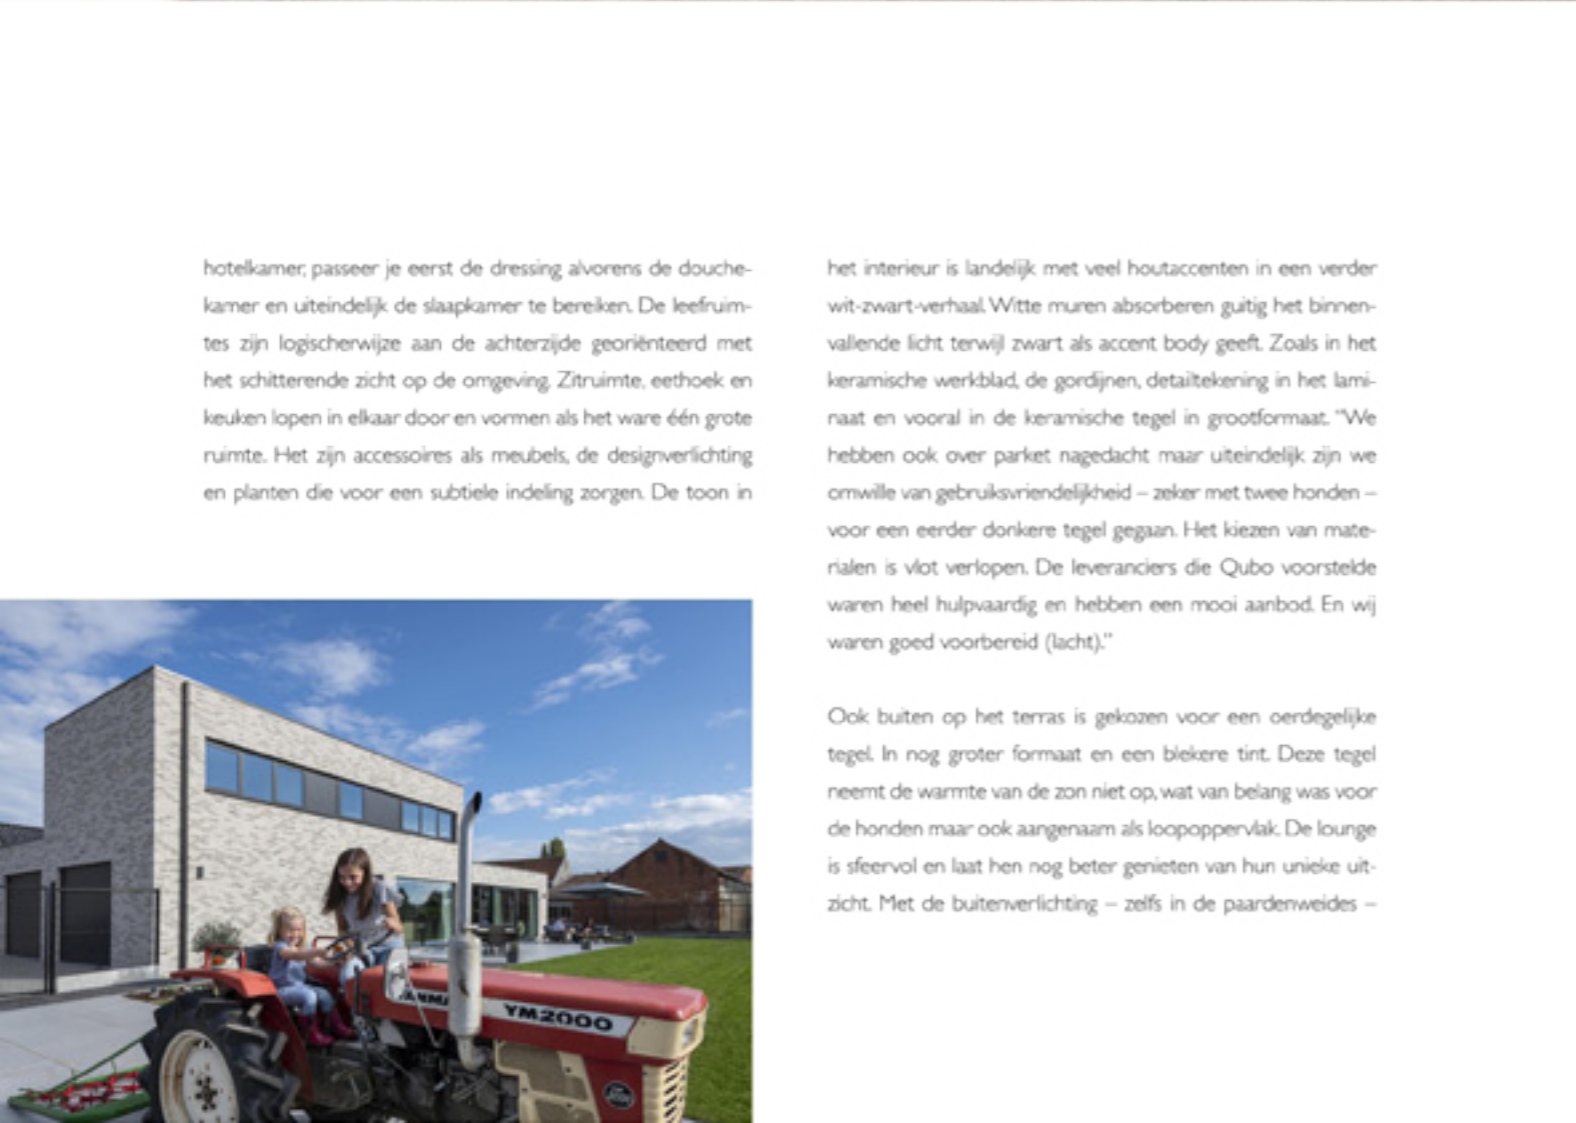 hotelkamer, passeer je eerst de dressing alvorens de douche-
kamer en uiteindelijk de slaapkamer te bereiken. De leefruim-
tes zijn logischerwijze aan de achterzijde georiënteerd met
het schitterende zicht op de omgeving. Zitruimte, eethoek en
keuken lopen in elkaar door en vormen als het ware één grote
ruimte. Het zijn accessoires als meubels, de designverlichting
en planten die voor een subtiele indeling zorgen. De toon in
het interieur is landelijk met veel houtaccenten in een verder
wit-zwart-verhaal. Witte muren absorberen guitig het binnen-
vallende licht terwijl zwart als accent body geeft. Zoals in het
keramische werkblad, de gordijnen, detailtekening in het lami-
naat en vooral in de keramische tegel in grootformaat. “We
hebben ook over parket nagedacht maar uiteindelijk zijn we
omwille van gebruiksvriendelijkheid – zeker met twee honden –
voor een eerder donkere tegel gegaan. Het kiezen van mate-
rialen is vlot verlopen. De leveranciers die Qubo voorstelde
waren heel hulpvaardig en hebben een mooi aanbod. En wij
waren goed voorbereid (lacht).”
Ook buiten op het terras is gekozen voor een oerdegelijke
tegel. In nog groter formaat en een blekere tint. Deze tegel
neemt de warmte van de zon niet op, wat van belang was voor
de honden maar ook aangenaam als loopoppervlak. De lounge
is sfeervol en laat hen nog beter genieten van hun unieke uit-
zicht. Met de buitenverlichting – zelfs in de paardenweides –
YM2000